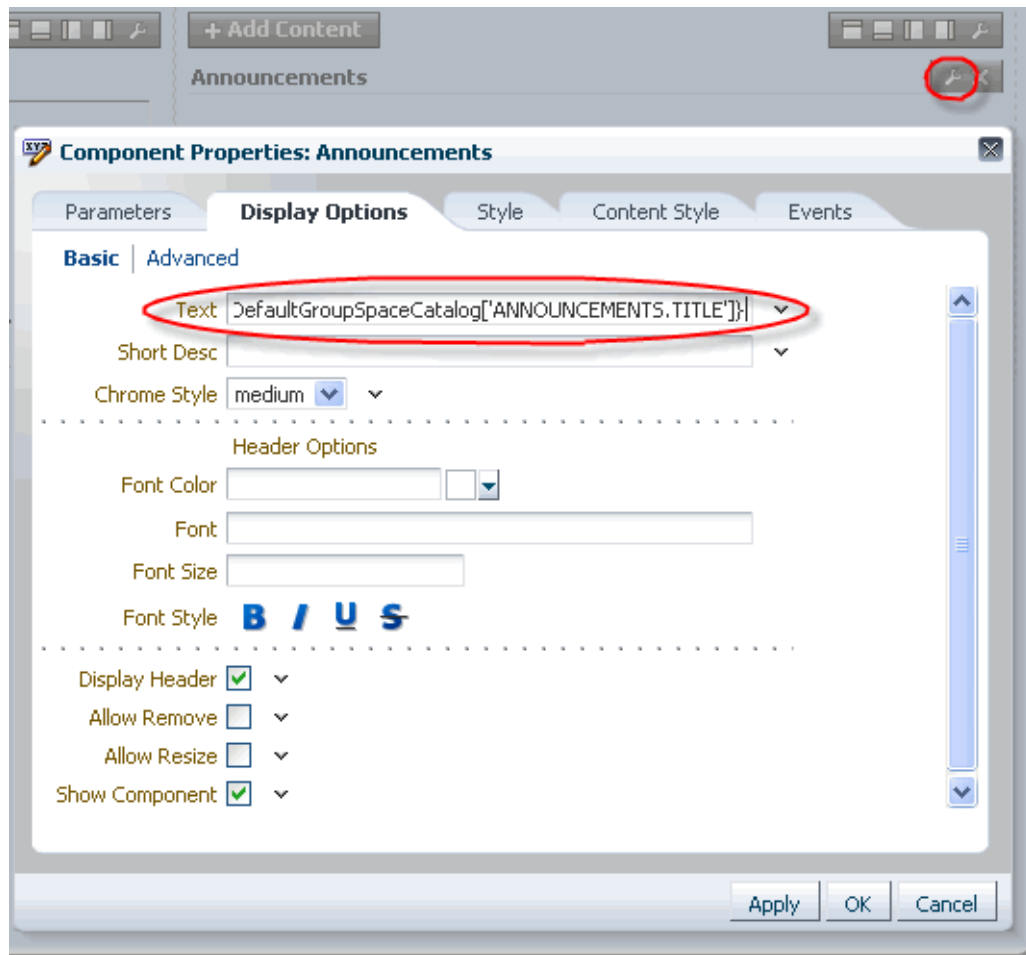 + Add Content
Announcements
Component Properties: Announcements
Parameters Display Options Style Content Style Events
Basic | Advanced
Text DefaultGroupSpaceCatalog['ANNOUNCEMENTS.TITLE']}
Short Desc
Chrome Style medium
Header Options
Font Color
Font
Font Size
Font Style B I U S
Display Header
Allow Remove
Allow Resize
Show Component
Apply OK Cancel